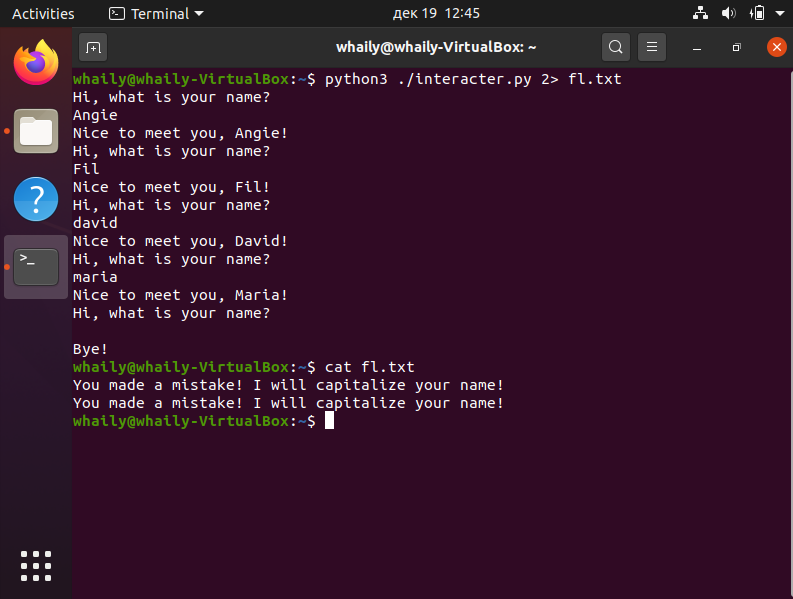 Activities Terminal дек 19 12:45
whaily@whaily-VirtualBox: ~
whaily@whaily-VirtualBox:~$ python3 ./interacter.py 2> fl.txt
Hi, what is your name?
Angie
Nice to meet you, Angie!
Hi, what is your name?
Fil
Nice to meet you, Fil!
Hi, what is your name?
david
Nice to meet you, David!
Hi, what is your name?
maria
Nice to meet you, Maria!
Hi, what is your name?
Bye!
whaily@whaily-VirtualBox:~$ cat fl.txt
You made a mistake! I will capitalize your name!
You made a mistake! I will capitalize your name!
whaily@whaily-VirtualBox:~$